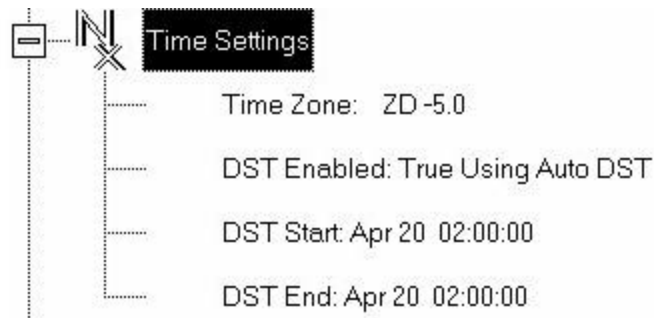 Time Settings
Time Zone: ZD -5.0
DST Enabled: True Using Auto DST
DST Start: Apr 20 02:00:00
DST End: Apr 20 02:00:00